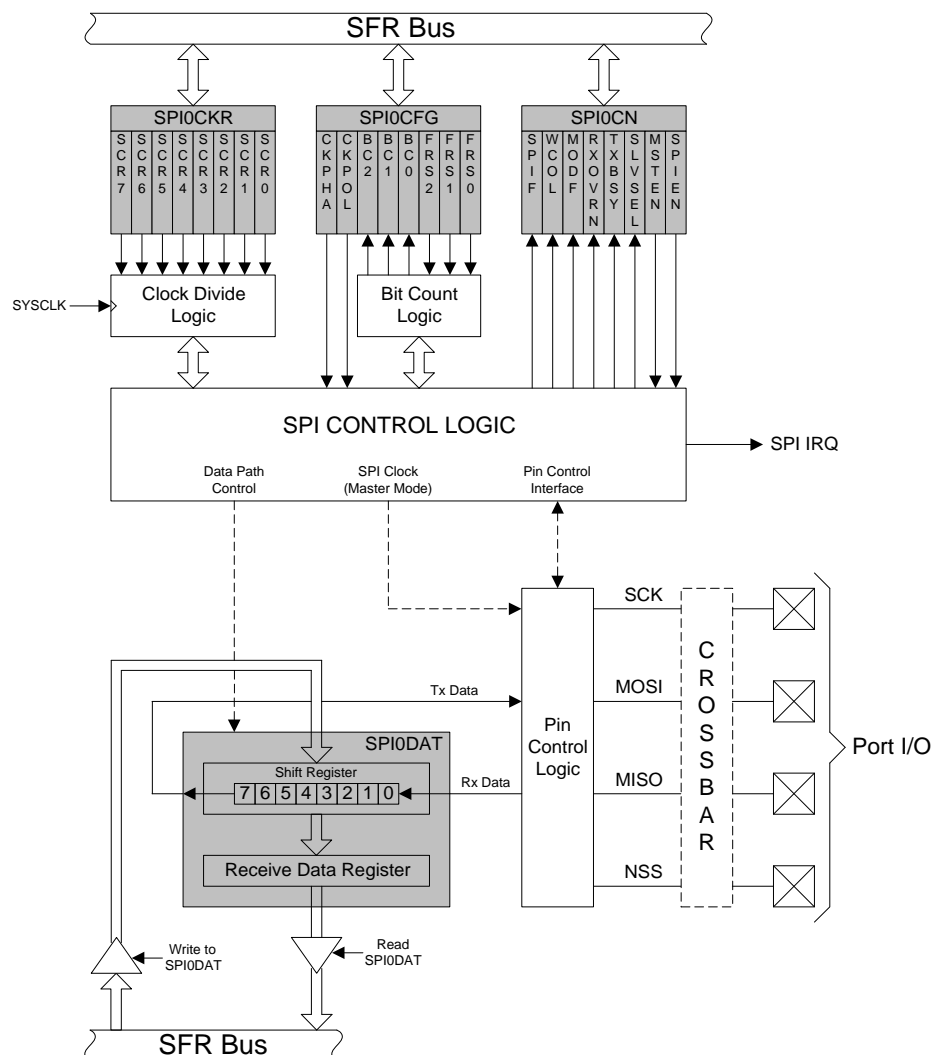 SFR Bus
SPI0CKR
SCR7
SCR6
SCR5
SCR4
SCR3
SCR2
SCR1
SCR0
SPI0CFG
CKPHA
CKPOL
BC2
BC1
BC0
FRS2
FRS1
FRS0
SPI0CN
SPIF
WCOL
MODF
RXOVRN
TXBSY
SLVSEL
MSTEN
SPIEN
SYSCLK
Clock Divide
Logic
Bit Count
Logic
SPI CONTROL LOGIC
SPI IRQ
Data Path
Control
SPI Clock
(Master Mode)
Pin Control
Interface
SCK
MOSI
MISO
NSS
Pin
Control
Logic
CROSSBAR
Port I/O
Tx Data
SPI0DAT
Shift Register
7 6 5 4 3 2 1 0
Rx Data
Receive Data Register
Write to
SPI0DAT
Read
SPI0DAT
SFR Bus